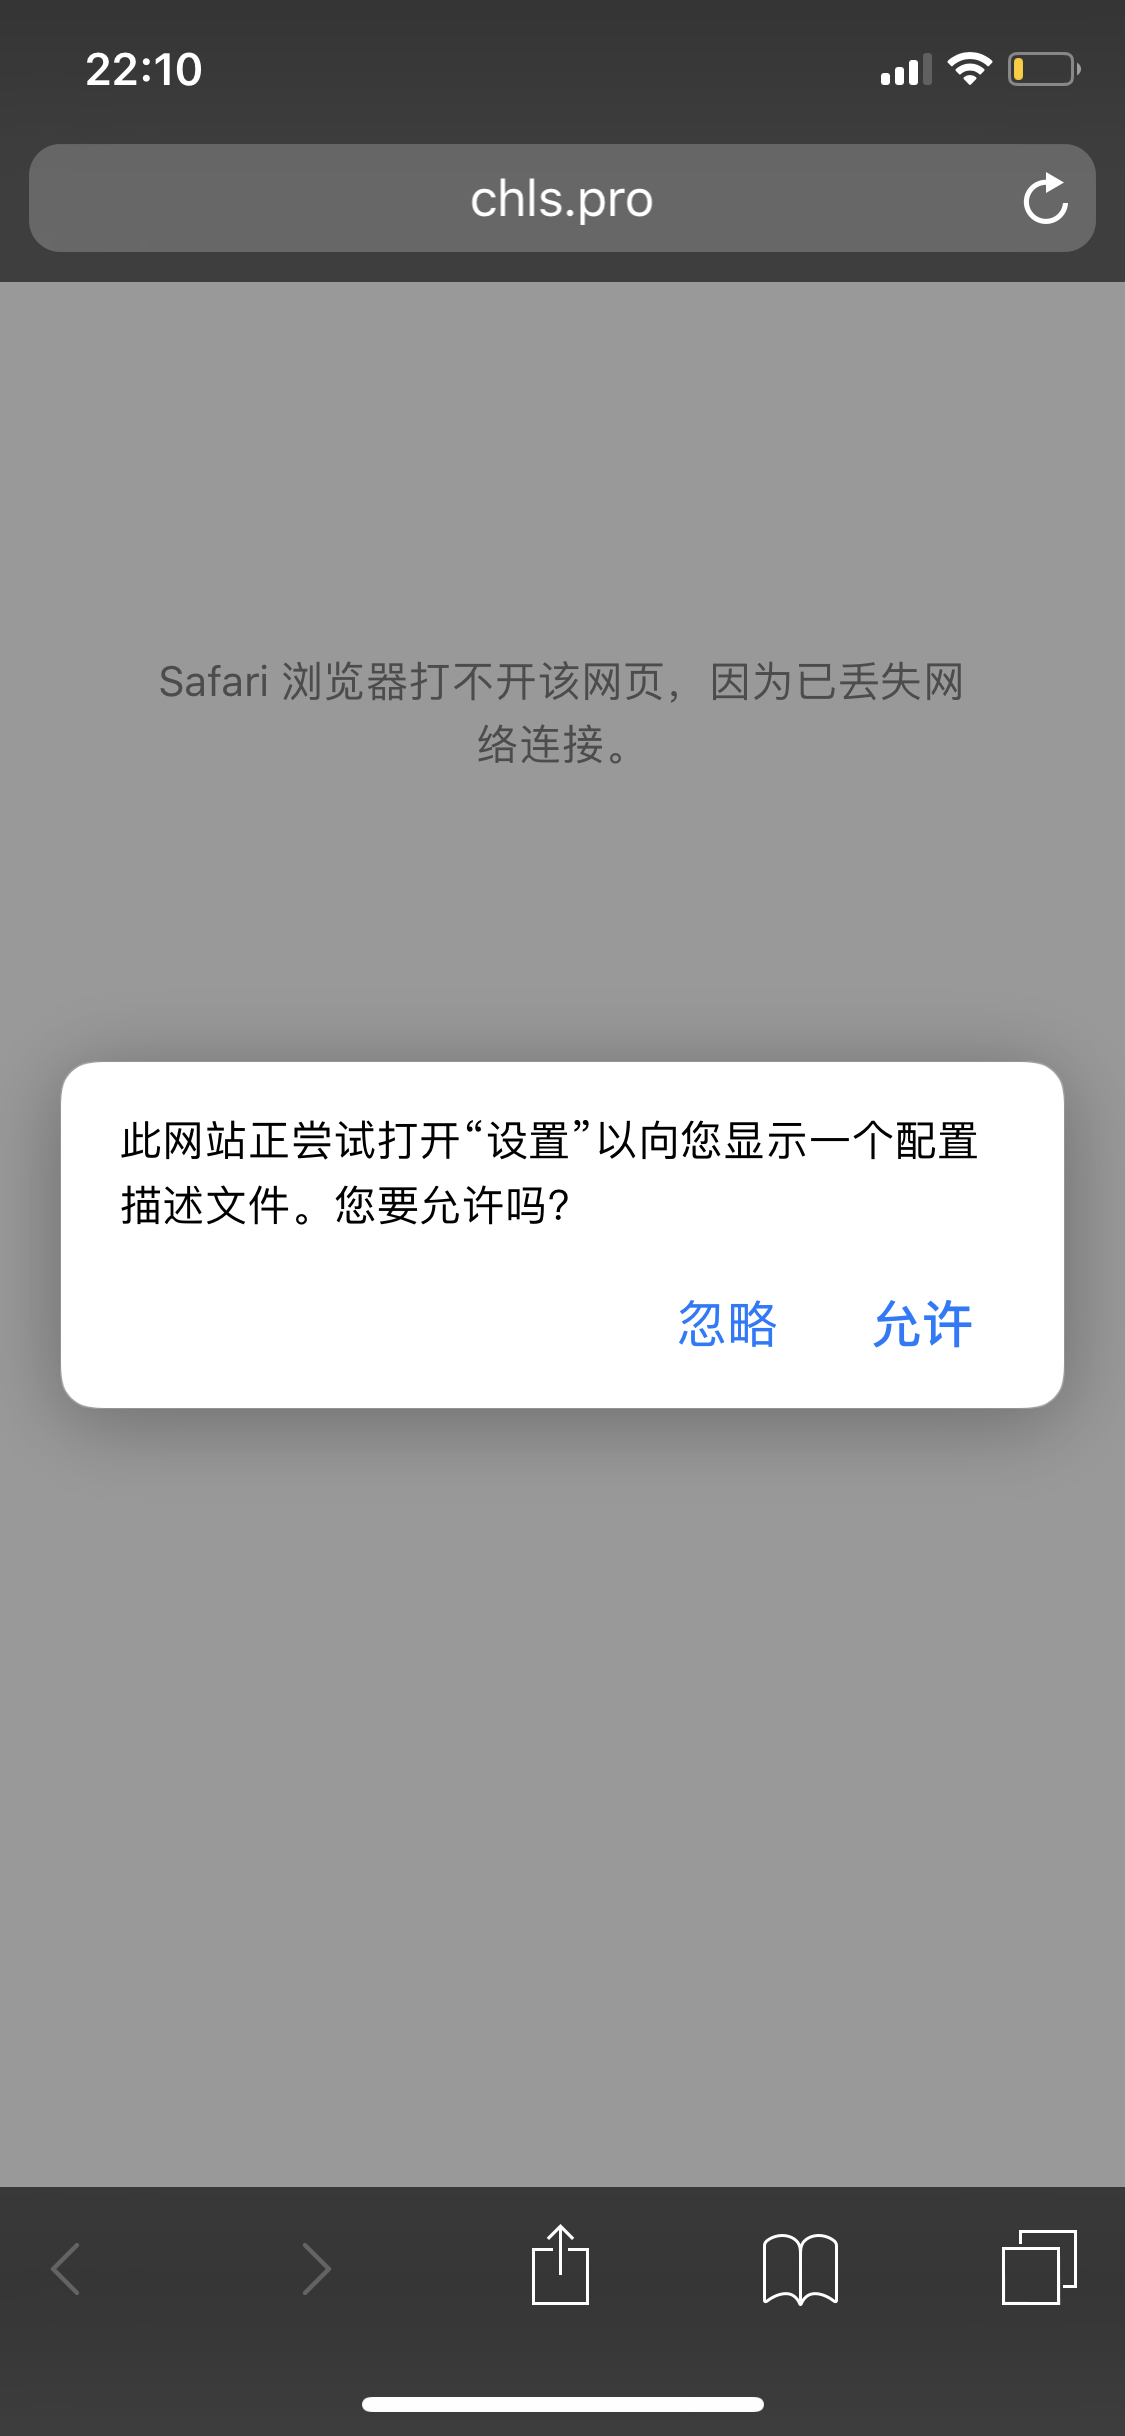 22:10
chls.pro
Safari 浏览器打不开该网页，因为已丢失网
络连接。
此网站正尝试打开“设置”以向您显示一个配置
描述文件。您要允许吗?
忽略 允许